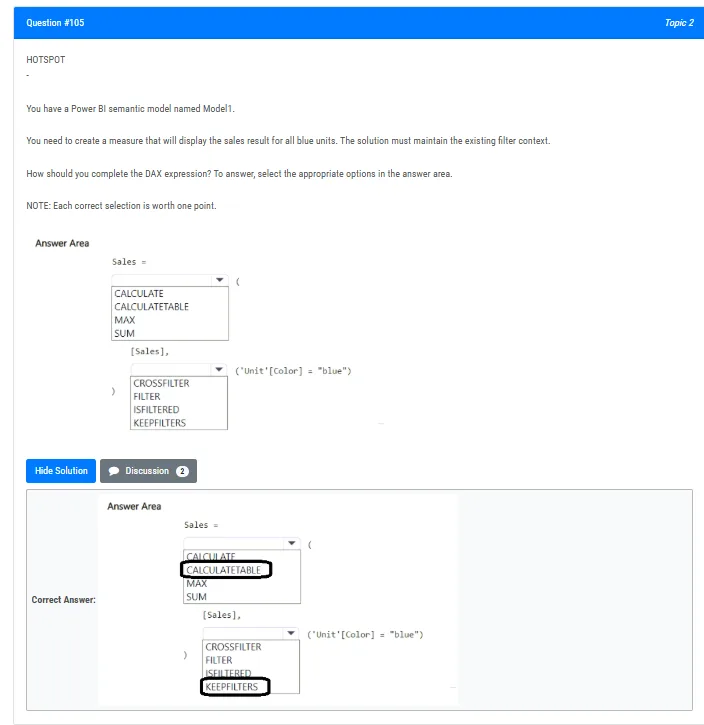 Question #105 Topic 2
HOTSPOT
-
You have a Power BI semantic model named Model1.
You need to create a measure that will display the sales result for all blue units. The solution must maintain the existing filter context.
How should you complete the DAX expression? To answer, select the appropriate options in the answer area.
NOTE: Each correct selection is worth one point.
Answer Area
Sales =
(
CALCULATE
CALCULATETABLE
MAX
SUM
[Sales],
('Unit'[Color] = "blue")
CROSSFILTER
)
FILTER
ISFILTERED
KEEPFILTERS
Hide Solution Discussion 2
Answer Area
Sales =
(
CALCULATE
CALCULATETABLE
MAX
SUM
Correct Answer:
[Sales],
('Unit'[Color] = "blue")
CROSSFILTER
)
FILTER
ISFILTERED
KEEPFILTERS